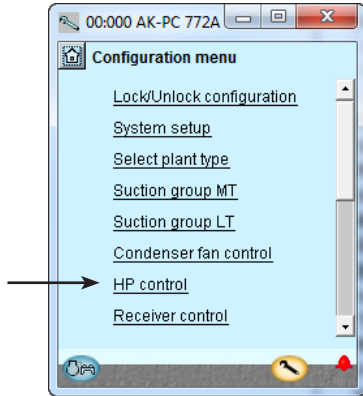 00:000 AK-PC 772A
Configuration menu
Lock/Unlock configuration
System setup
Select plant type
Suction group MT
Suction group LT
Condenser fan control
HP control
Receiver control